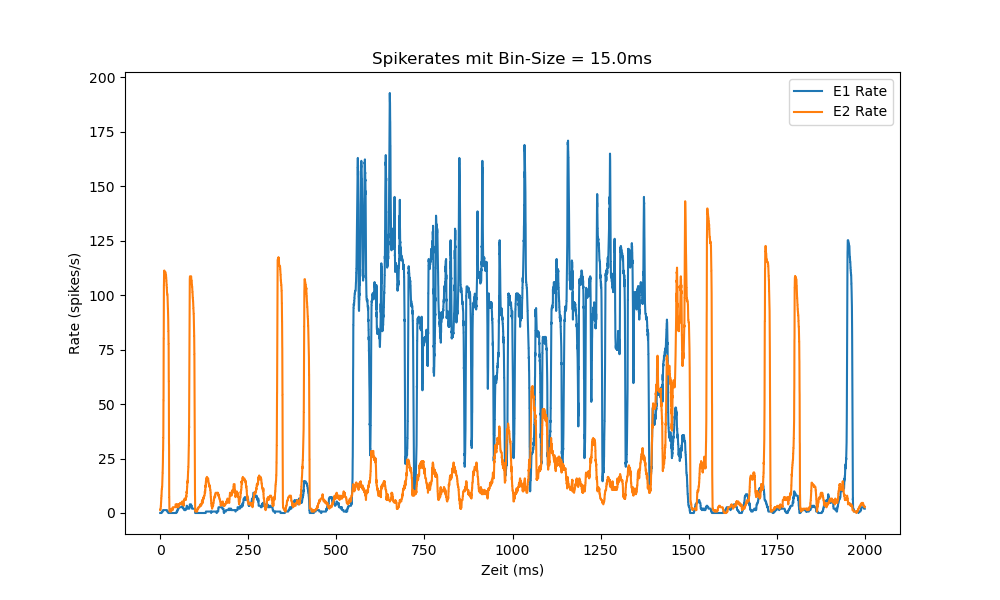 Spikerates mit Bin-Size = 15.0ms
E1 Rate
E2 Rate
200
175
150
125
100
75
50
25
0
Rate (spikes/s)
0 250 500 750 1000 1250 1500 1750 2000
Zeit (ms)